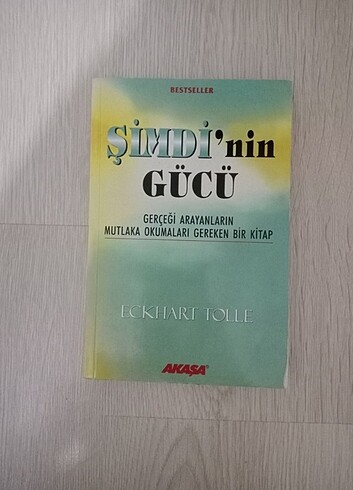 BESTSELLER
ŞİMDİ'nin
GÜCÜ
GERÇEĞİ ARAYANLARIN
MUTLAKA OKUMALARI GEREKEN BİR KİTAP
ECKHART TOLLE
AKAŞA